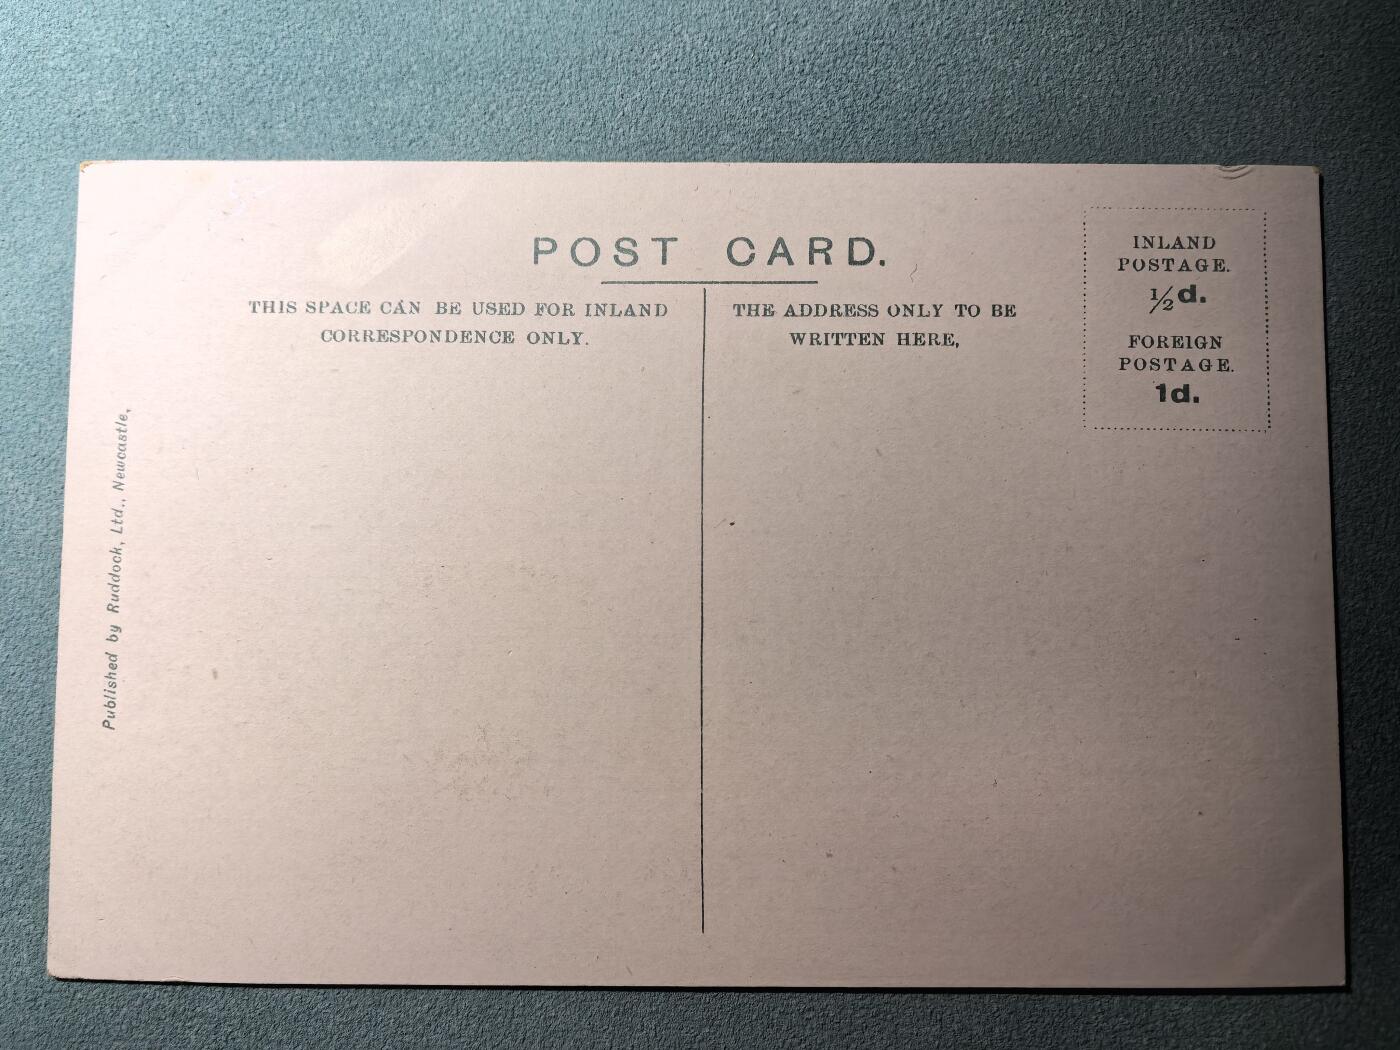 POST CARD.
THIS SPACE CAN BE USED FOR INLAND
CORRESPONDENCE ONLY.
THE ADDRESS ONLY TO BE
WRITTEN HERE,
INLAND
POSTAGE.
½d.
FOREIGN
POSTAGE.
1d.
Published by Ruddock, Ltd., Newcastle,